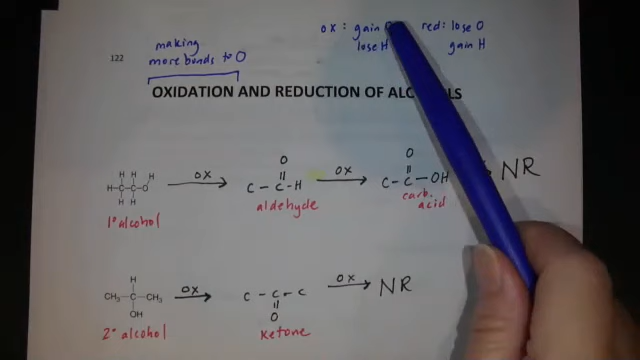 ox: gain O red: lose O
lose H gain H
making
more bonds to O
122
OXIDATION AND REDUCTION OF ALCOHOLS
H H H
H-C-C-O
H H
OX
O
C-C-H
OX
O
C-C-OH
NR
1° alcohol
aldehyde
carb.
acid
H
CH₃-C-CH₃
OH
OX
C-C-C
O
OX
NR
2° alcohol
Ketone